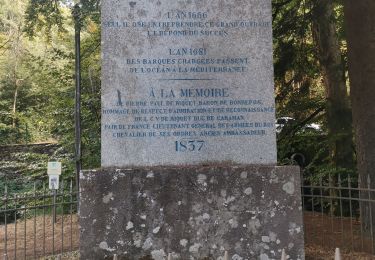 L'AN 1666
SEUL IL OSE ENTREPRENDRE CE GRAND OUVRAGE
ET REPOND DU SUCCÈS
L'AN 1681
DES BARQUES CHARGÉES PASSENT
DE L'OCÉAN À LA MÉDITERRANÉE
À LA MÉMOIRE
DE PIERRE PAUL DE RIQUET BARON DE BONREPOS,
HOMMAGE DU RESPECT D'ADMIRATION ET DE RECONNAISSANCE
DE L.C.V DE RIQUET DUC DE CARAMAN
PAIR DE FRANCE LIEUTENANT GÉNÉRAL DES ARMÉES DU ROI
CHEVALIER DE SES ORDRES ANCIEN AMBASSADEUR.
1837